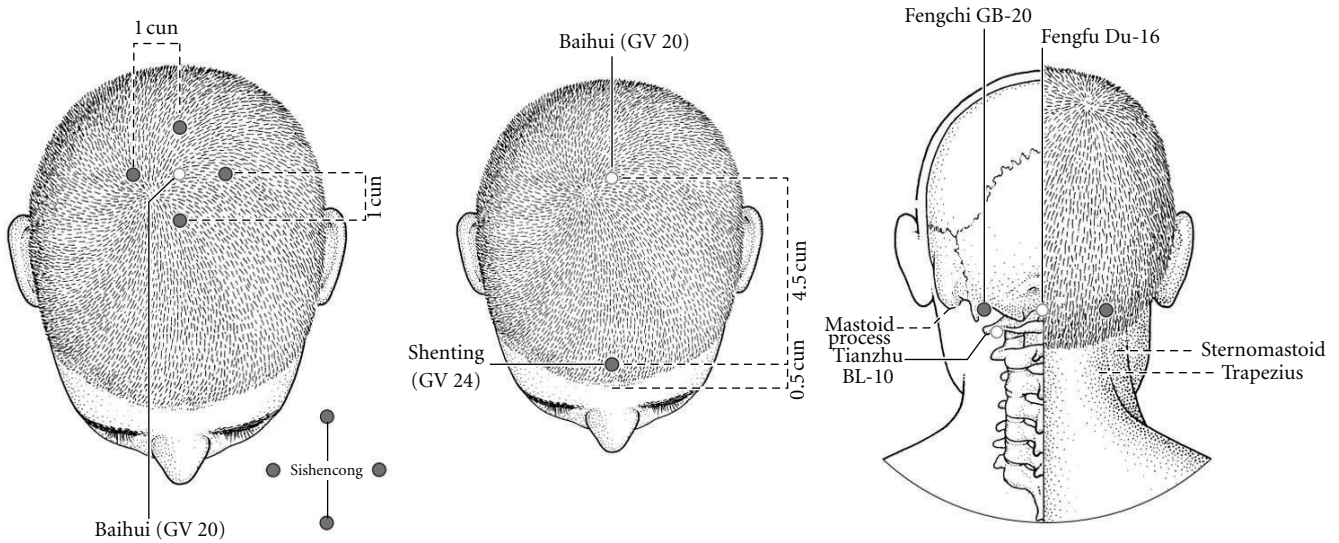 1 cun
1 cun
Sishencong
Baihui (GV 20)
Baihui (GV 20)
4.5 cun
Shenting
(GV 24)
0.5 cun
Fengchi GB-20
Fengfu Du-16
Mastoid
process
Tianzhu
BL-10
Sternomastoid
Trapezius